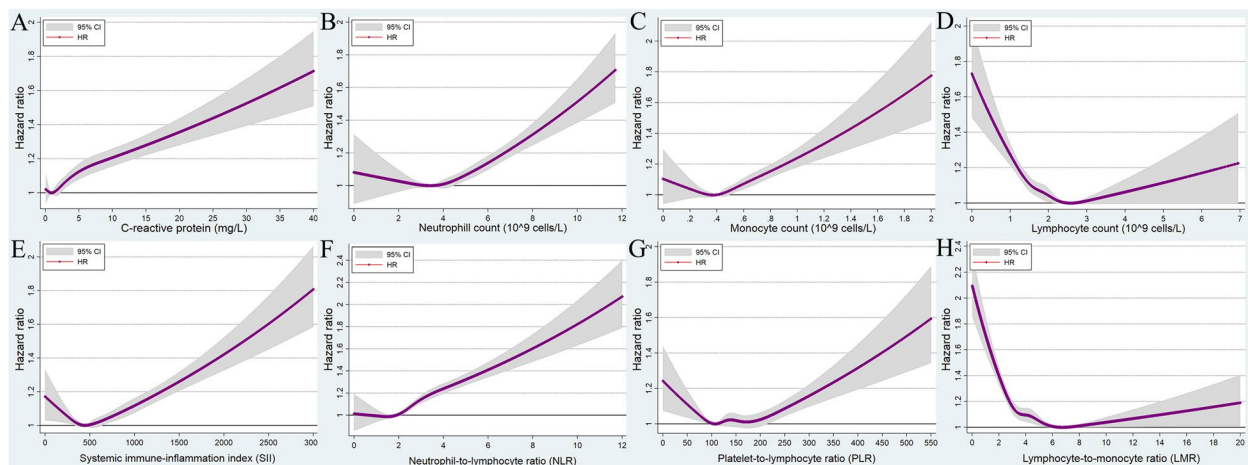 A
95% CI
HR
Hazard ratio
1 1.2 1.4 1.6 1.8 2
0 5 10 15 20 25 30 35 40
C-reactive protein (mg/L)
B
95% CI
HR
Hazard ratio
1 1.2 1.4 1.6 1.8 2
0 2 4 6 8 10 12
Neutrophill count (10^9 cells/L)
C
95% CI
HR
Hazard ratio
1 1.2 1.4 1.6 1.8 2
0 .2 .4 .6 .8 1 1.2 1.4 1.6 1.8 2
Monocyte count (10^9 cells/L)
D
95% CI
HR
Hazard ratio
1 1.2 1.4 1.6 1.8 2
0 1 2 3 4 5 6 7
Lymphocyte count (10^9 cells/L)
E
95% CI
HR
Hazard ratio
1 1.2 1.4 1.6 1.8 2
0 500 1000 1500 2000 2500 300
Systemic immune-inflammation index (SII)
F
95% CI
HR
Hazard ratio
1 1.2 1.4 1.6 1.8 2 2.2 2.4
0 2 4 6 8 10 12
Neutrophil-to-lymphocyte ratio (NLR)
G
95% CI
HR
Hazard ratio
1 1.2 1.4 1.6 1.8 2
0 50 100 150 200 250 300 350 400 450 500 550
Platelet-to-lymphocyte ratio (PLR)
H
95% CI
HR
Hazard ratio
1 1.2 1.4 1.6 1.8 2 2.2
0 2 4 6 8 10 12 14 16 18 20
Lymphocyte-to-monocyte ratio (LMR)